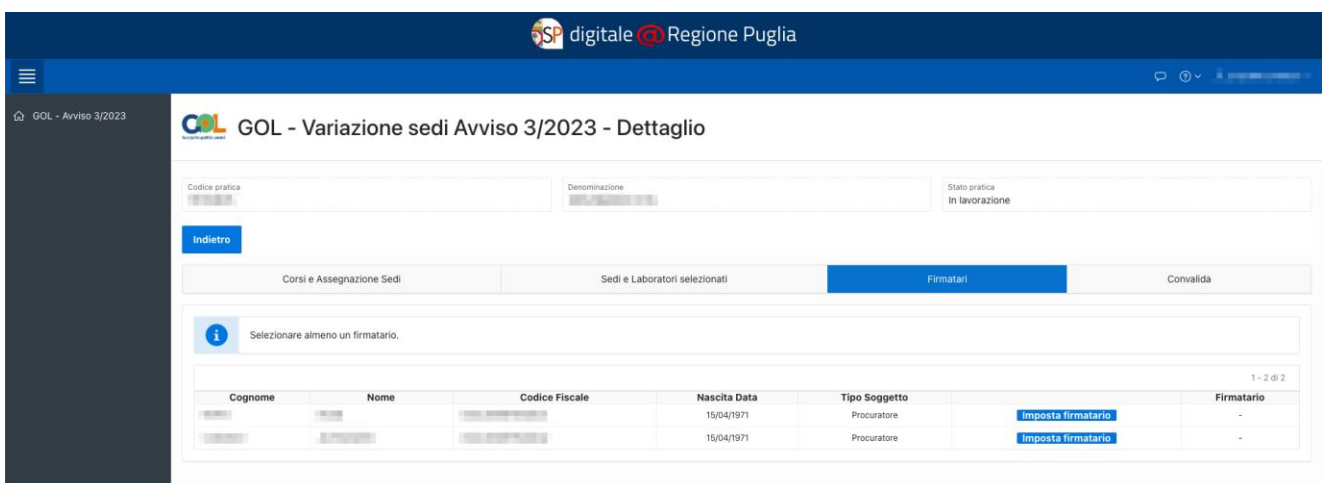 SP digitale @ Regione Puglia
GOL - Avviso 3/2023
GOL GOL - Variazione sedi Avviso 3/2023 - Dettaglio
Codice pratica Denominazione Stato pratica
In lavorazione
Indietro
Corsi e Assegnazione Sedi Sedi e Laboratori selezionati Firmatari Convalida
Selezionare almeno un firmatario.
1 - 2 di 2
Cognome Nome Codice Fiscale Nascita Data Tipo Soggetto Firmatario
15/04/1971 Procuratore Imposta firmatario -
15/04/1971 Procuratore Imposta firmatario -